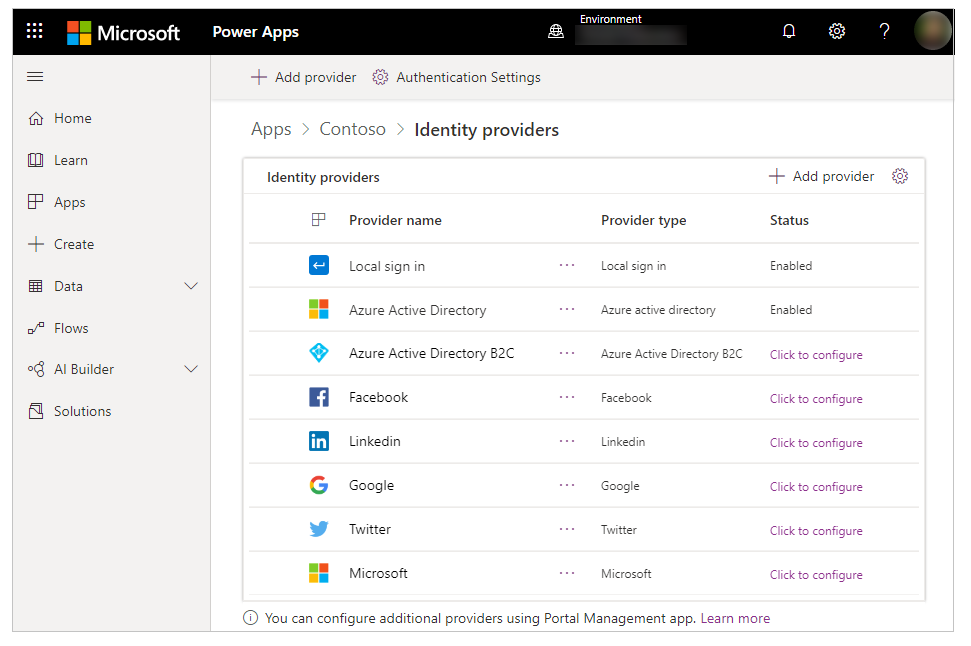 Microsoft Power Apps Environment ?
Add provider Authentication Settings
Home
Learn
Apps
Create
Data
Flows
AI Builder
Solutions
Apps > Contoso > Identity providers
Identity providers Add provider
Provider name Provider type Status
Local sign in ··· Local sign in Enabled
Azure Active Directory ··· Azure active directory Enabled
Azure Active Directory B2C ··· Azure Active Directory B2C Click to configure
Facebook ··· Facebook Click to configure
Linkedin ··· Linkedin Click to configure
Google ··· Google Click to configure
Twitter ··· Twitter Click to configure
Microsoft ··· Microsoft Click to configure
You can configure additional providers using Portal Management app. Learn more